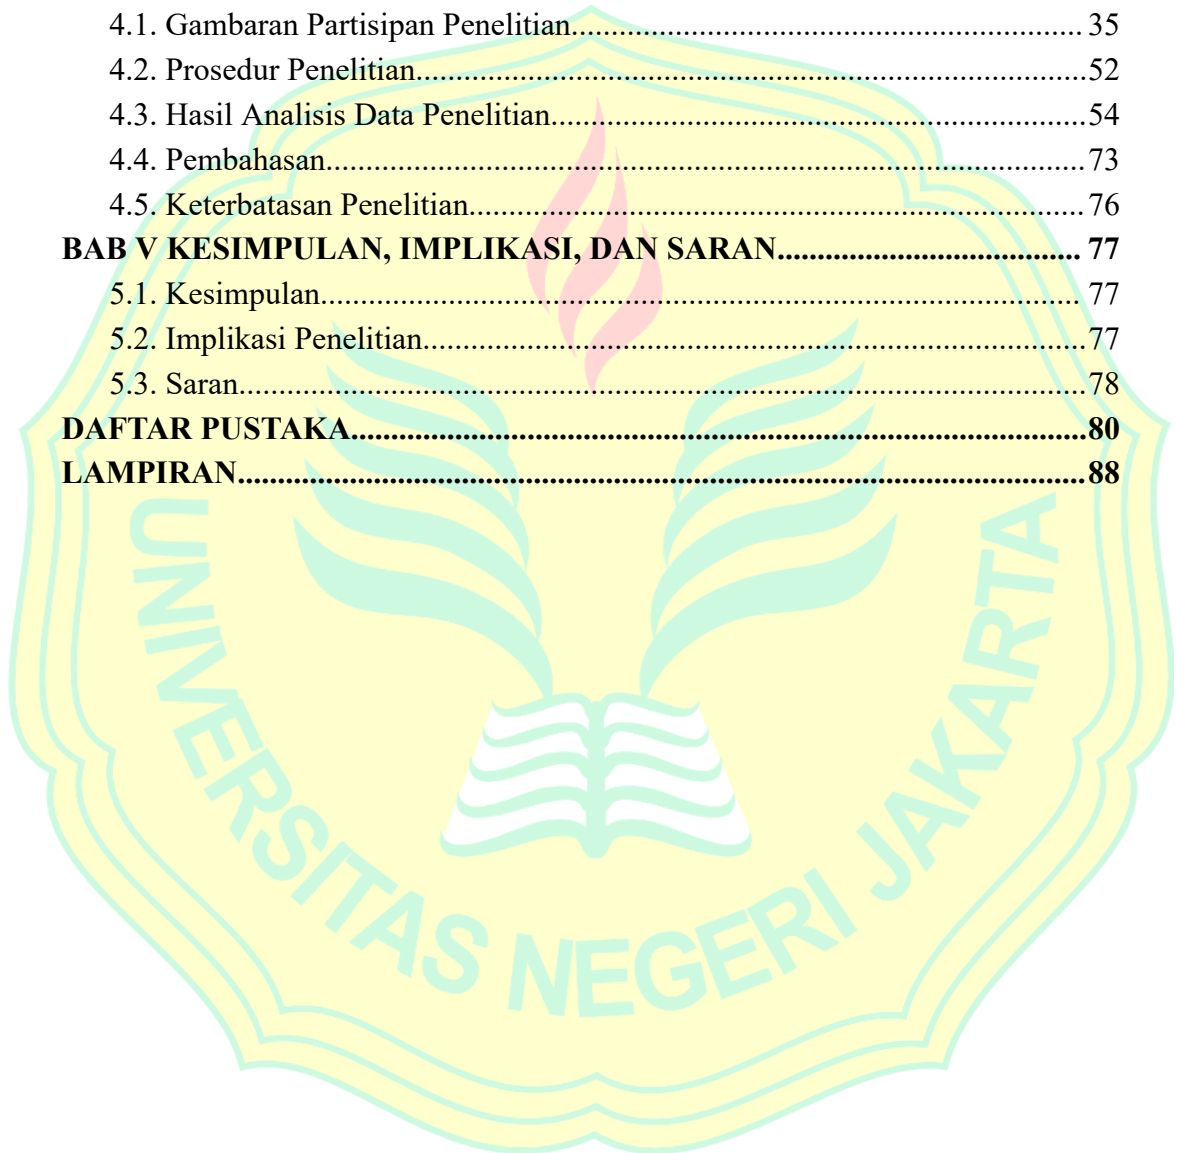 4.1. Gambaran Partisipan Penelitian................................................................ 35
4.2. Prosedur Penelitian....................................................................................52
4.3. Hasil Analisis Data Penelitian...................................................................54
4.4. Pembahasan...............................................................................................73
4.5. Keterbatasan Penelitian............................................................................. 76
BAB V KESIMPULAN, IMPLIKASI, DAN SARAN.................................... 77
5.1. Kesimpulan............................................................................................... 77
5.2. Implikasi Penelitian...................................................................................77
5.3. Saran..........................................................................................................78
DAFTAR PUSTAKA.........................................................................................80
LAMPIRAN.......................................................................................................88
UNIVERSITAS NEGERI JAKARTA